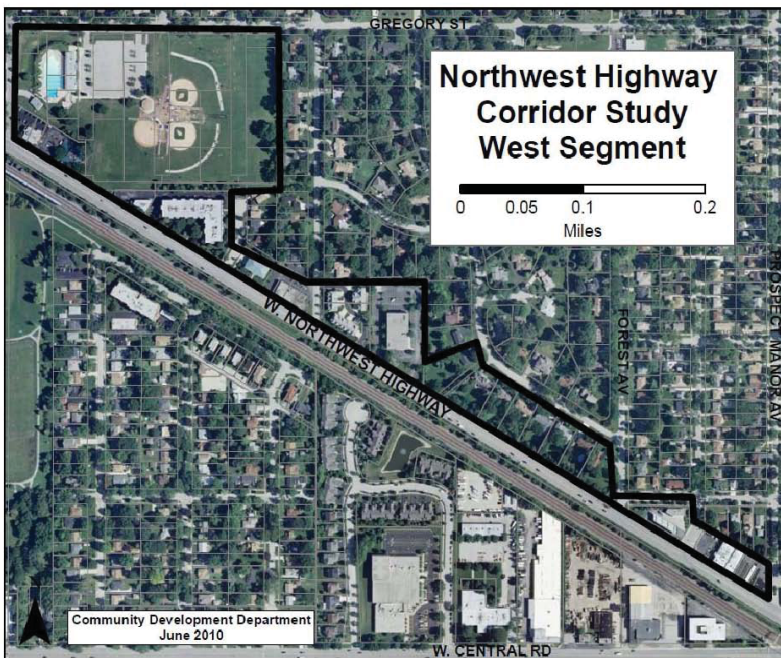 GREGORY ST
Northwest Highway
Corridor Study
West Segment
0 0.05 0.1 0.2
Miles
W. NORTHWEST HIGHWAY
FOREST AV
PROSPECT MANOR AV
Community Development Department
June 2010
W. CENTRAL RD